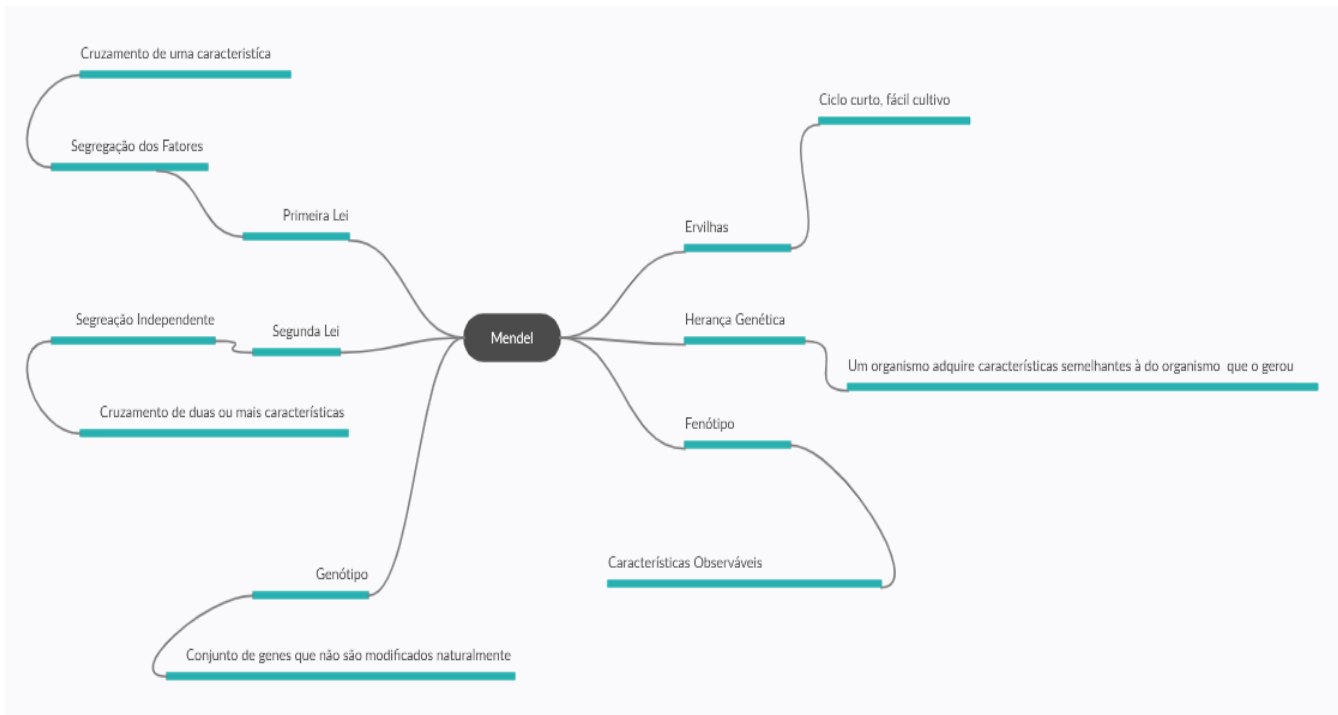 Cruzamento de uma característíca
Segregação dos Fatores
Primeira Lei
Segreação Independente
Segunda Lei
Cruzamento de duas ou mais características
Genótipo
Conjunto de genes que não são modificados naturalmente
Mendel
Ciclo curto, fácil cultivo
Ervilhas
Herança Genética
Um organismo adquire características semelhantes à do organismo que o gerou
Fenótipo
Características Observáveis